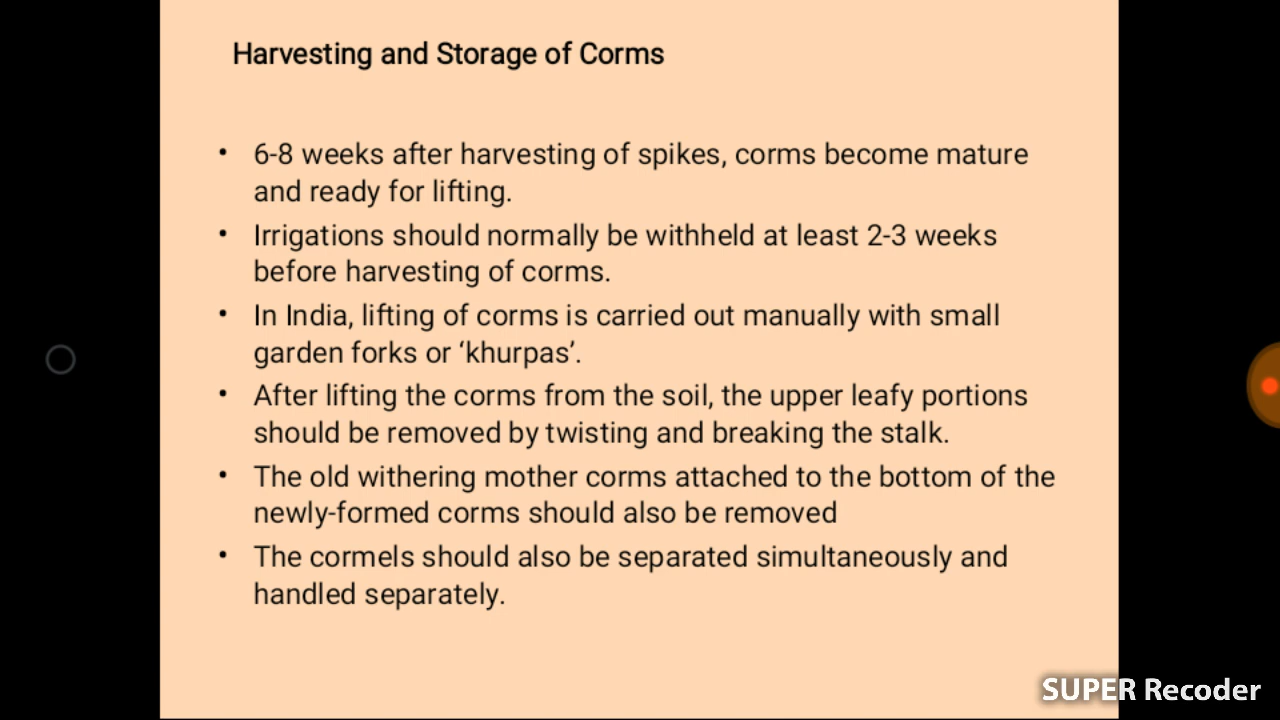 Harvesting and Storage of Corms
• 6-8 weeks after harvesting of spikes, corms become mature
and ready for lifting.
• Irrigations should normally be withheld at least 2-3 weeks
before harvesting of corms.
• In India, lifting of corms is carried out manually with small
garden forks or ‘khurpas’.
• After lifting the corms from the soil, the upper leafy portions
should be removed by twisting and breaking the stalk.
• The old withering mother corms attached to the bottom of the
newly-formed corms should also be removed
• The cormels should also be separated simultaneously and
handled separately.
SUPER Recoder